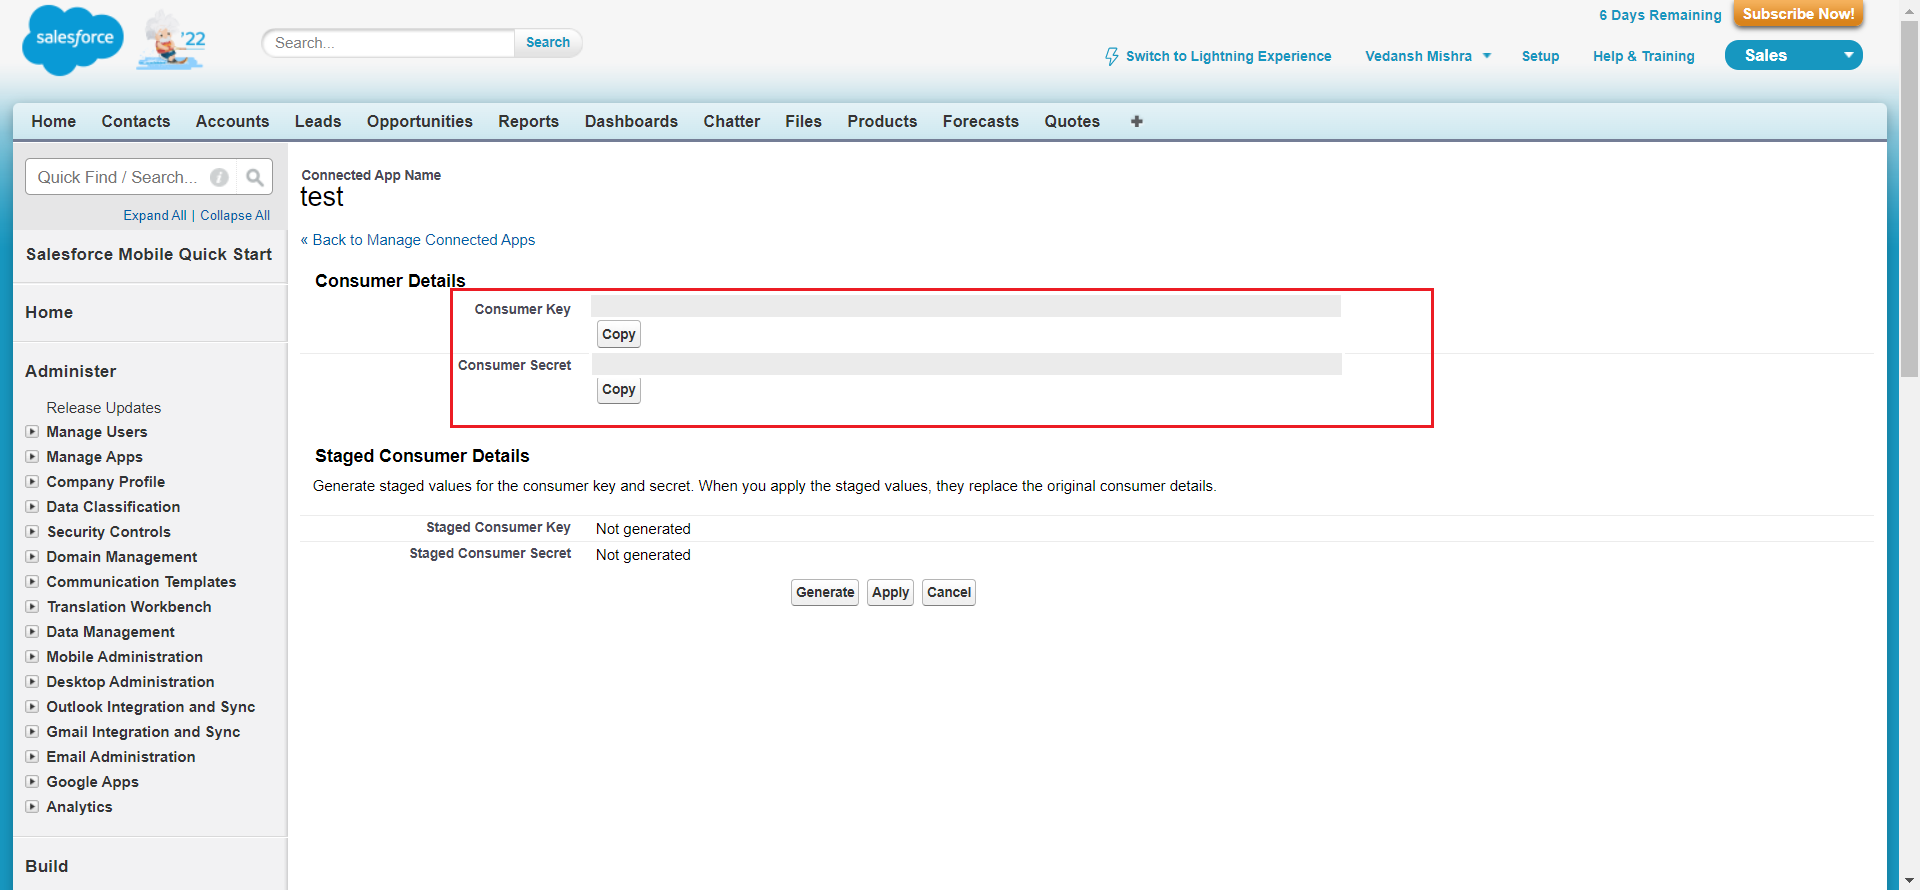 salesforce
'22
Search...
Search
6 Days Remaining
Subscribe Now!
Switch to Lightning Experience
Vedansh Mishra
Setup
Help & Training
Sales
Home
Contacts
Accounts
Leads
Opportunities
Reports
Dashboards
Chatter
Files
Products
Forecasts
Quotes
Quick Find / Search...
Expand All | Collapse All
Salesforce Mobile Quick Start
Home
Administer
Release Updates
Manage Users
Manage Apps
Company Profile
Data Classification
Security Controls
Domain Management
Communication Templates
Translation Workbench
Data Management
Mobile Administration
Desktop Administration
Outlook Integration and Sync
Gmail Integration and Sync
Email Administration
Google Apps
Analytics
Build
Connected App Name
test
« Back to Manage Connected Apps
Consumer Details
Consumer Key
Copy
Consumer Secret
Copy
Staged Consumer Details
Generate staged values for the consumer key and secret. When you apply the staged values, they replace the original consumer details.
Staged Consumer Key Not generated
Staged Consumer Secret Not generated
Generate Apply Cancel